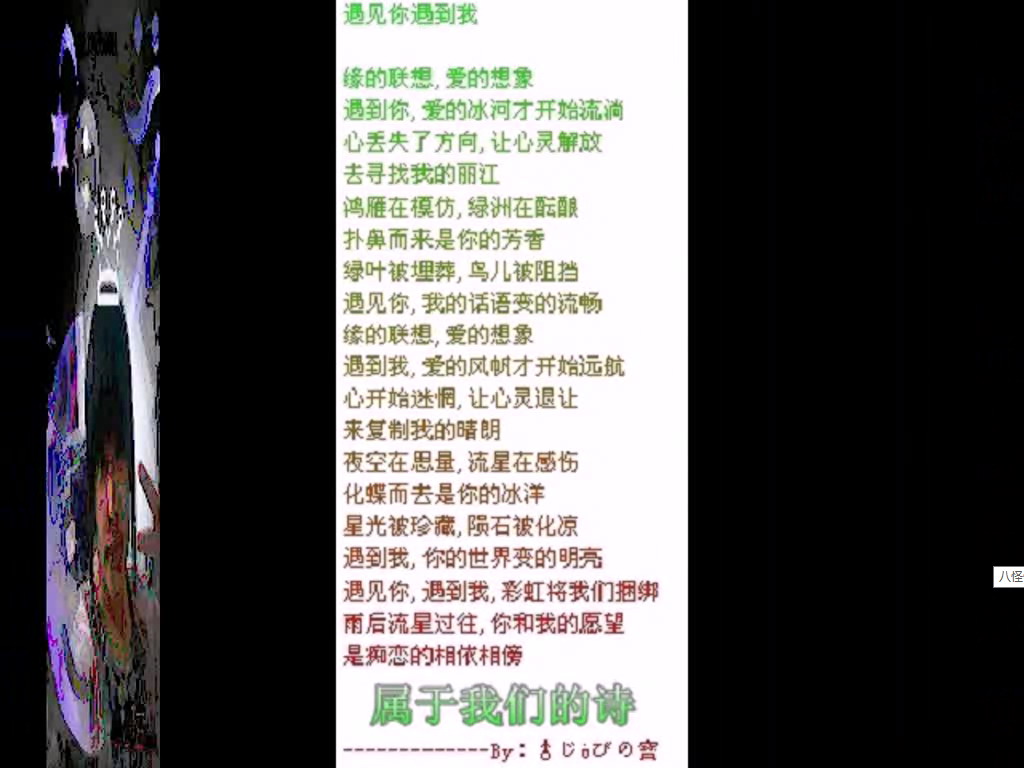 遇见你遇到我
缘的联想,爱的想象
遇到你,爱的冰河才开始流淌
心丢失了方向,让心灵解放
去寻找我的丽江
鸿雁在模仿,绿洲在酝酿
扑鼻而来是你的芳香
绿叶被埋葬,鸟儿被阻挡
遇见你,我的话语变的流畅
缘的联想,爱的想象
遇到我,爱的风帆才开始远航
心开始迷惘,让心灵退让
来复制我的晴朗
夜空在思量,流星在感伤
化蝶而去是你的冰洋
星光被珍藏,陨石被化凉
遇到我,你的世界变的明亮
遇见你,遇到我,彩虹将我们捆绑
雨后流星过往,你和我的愿望
是痴恋的相依相傍
属于我们的诗
-------------By:
八怪